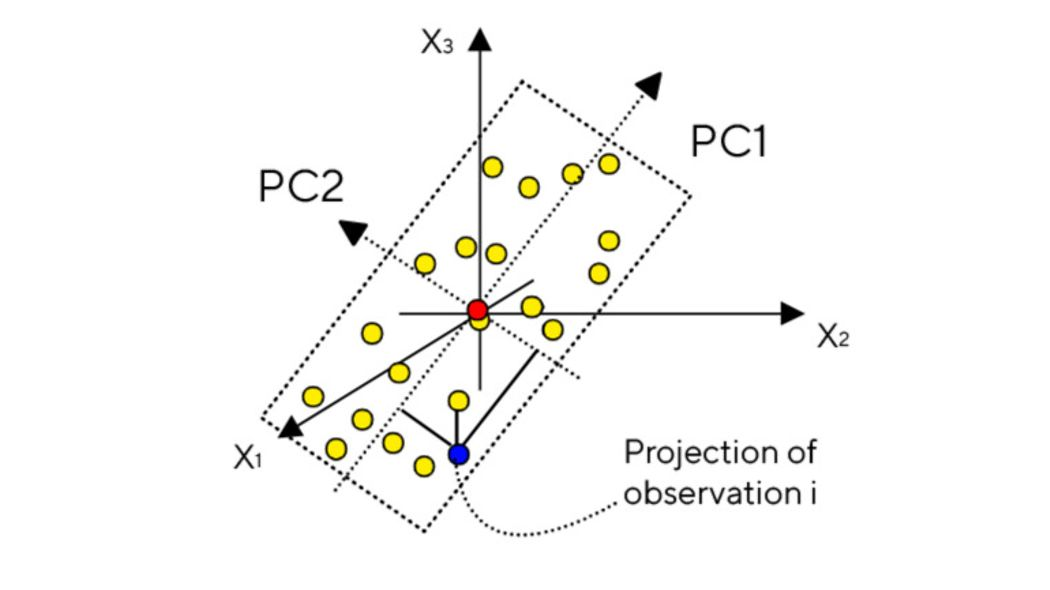 X₃
PC1
PC2
X₂
X₁
Projection of
observation i